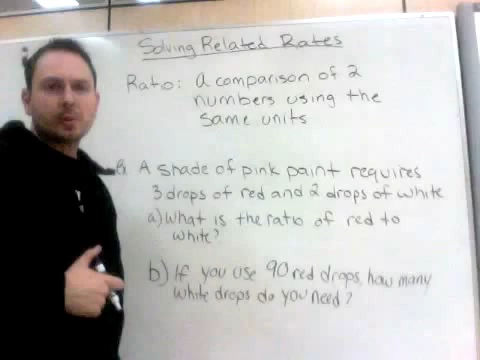 Solving Related Rates
Ratio: A comparison of 2
numbers using the
same units
A shade of pink paint requires
3 drops of red and 2 drops of white
a) What is the ratio of red to
white?
b) If you use 90 red drops, how many
white drops do you need?